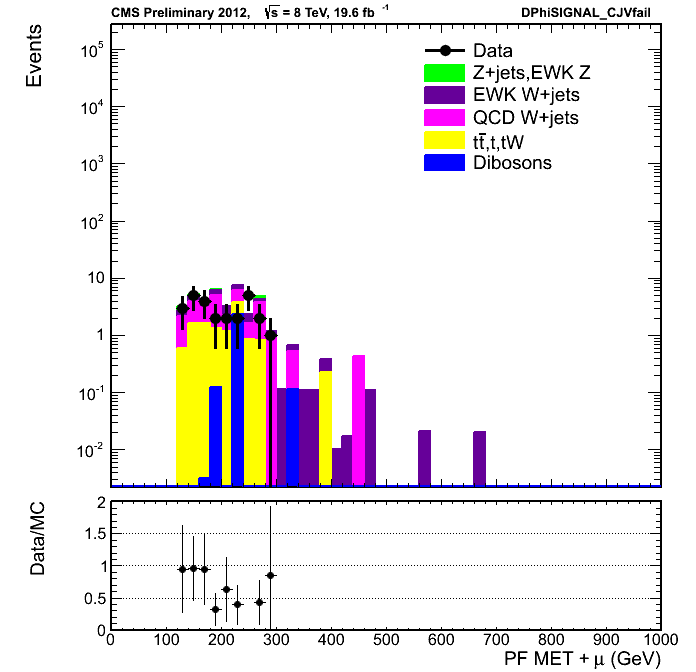 CMS Preliminary 2012, √s = 8 TeV, 19.6 fb⁻¹ DPhiSIGNAL_CJVfail
Events
10⁵
10⁴
10³
10²
10
1
10⁻¹
10⁻²
Data
Z+jets,EWK Z
EWK W+jets
QCD W+jets
tt̅,t,tW
Dibosons
Data/MC
2
1.5
1
0.5
0
0 100 200 300 400 500 600 700 800 900 1000
PF MET + μ (GeV)